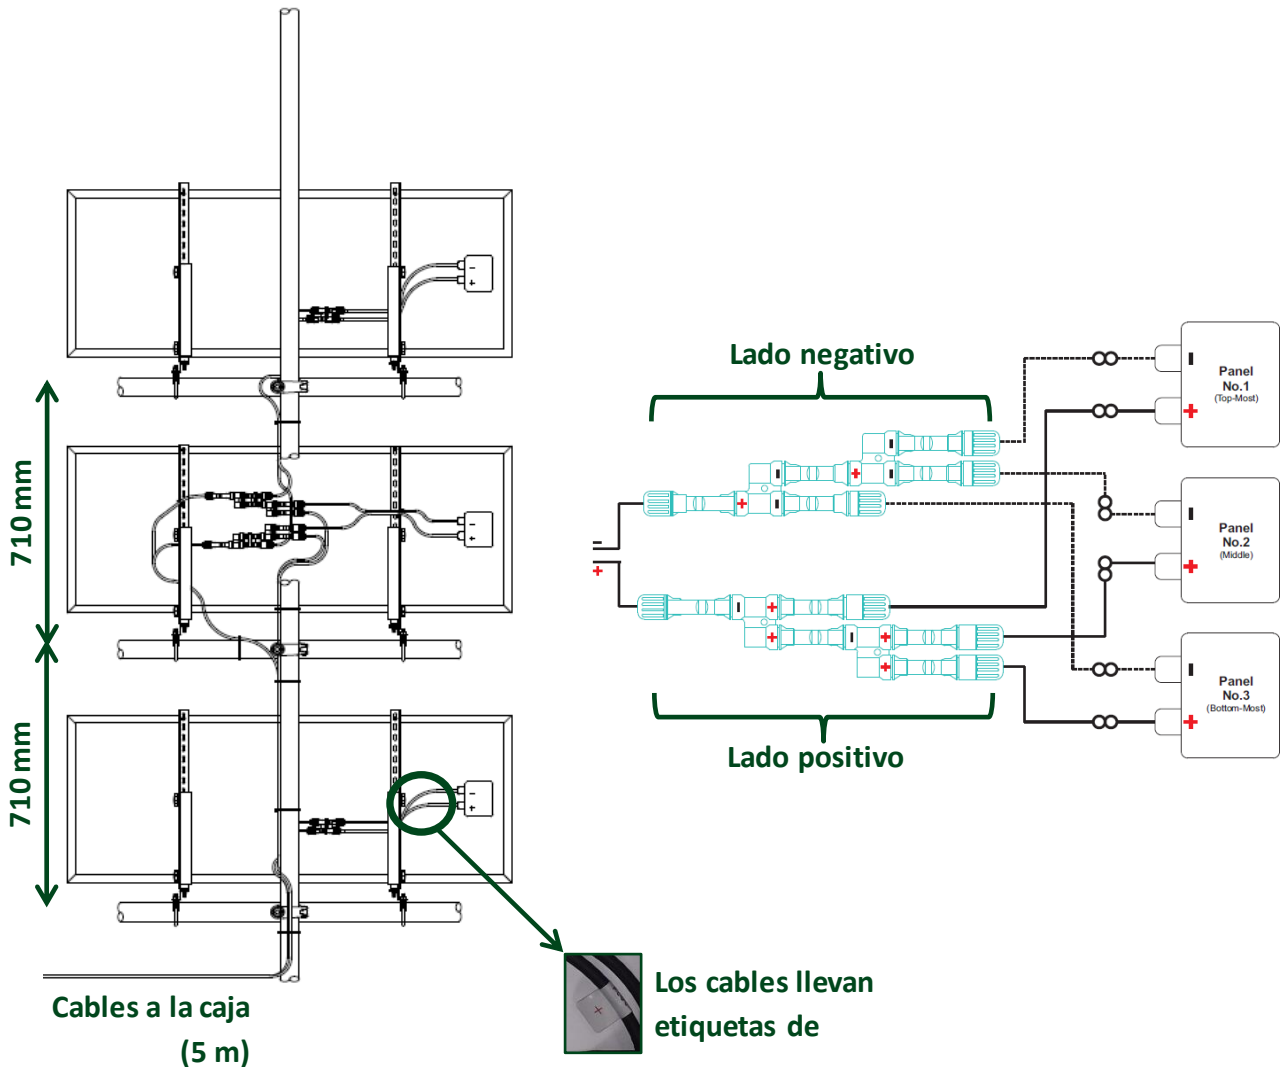 710 mm
710 mm
Cables a la caja
(5 m)
Los cables llevan
etiquetas de
+
Lado negativo
Lado positivo
-
+
Panel
No.1
(Top-Most)
-
+
Panel
No.2
(Middle)
-
+
Panel
No.3
(Bottom-Most)
-
+